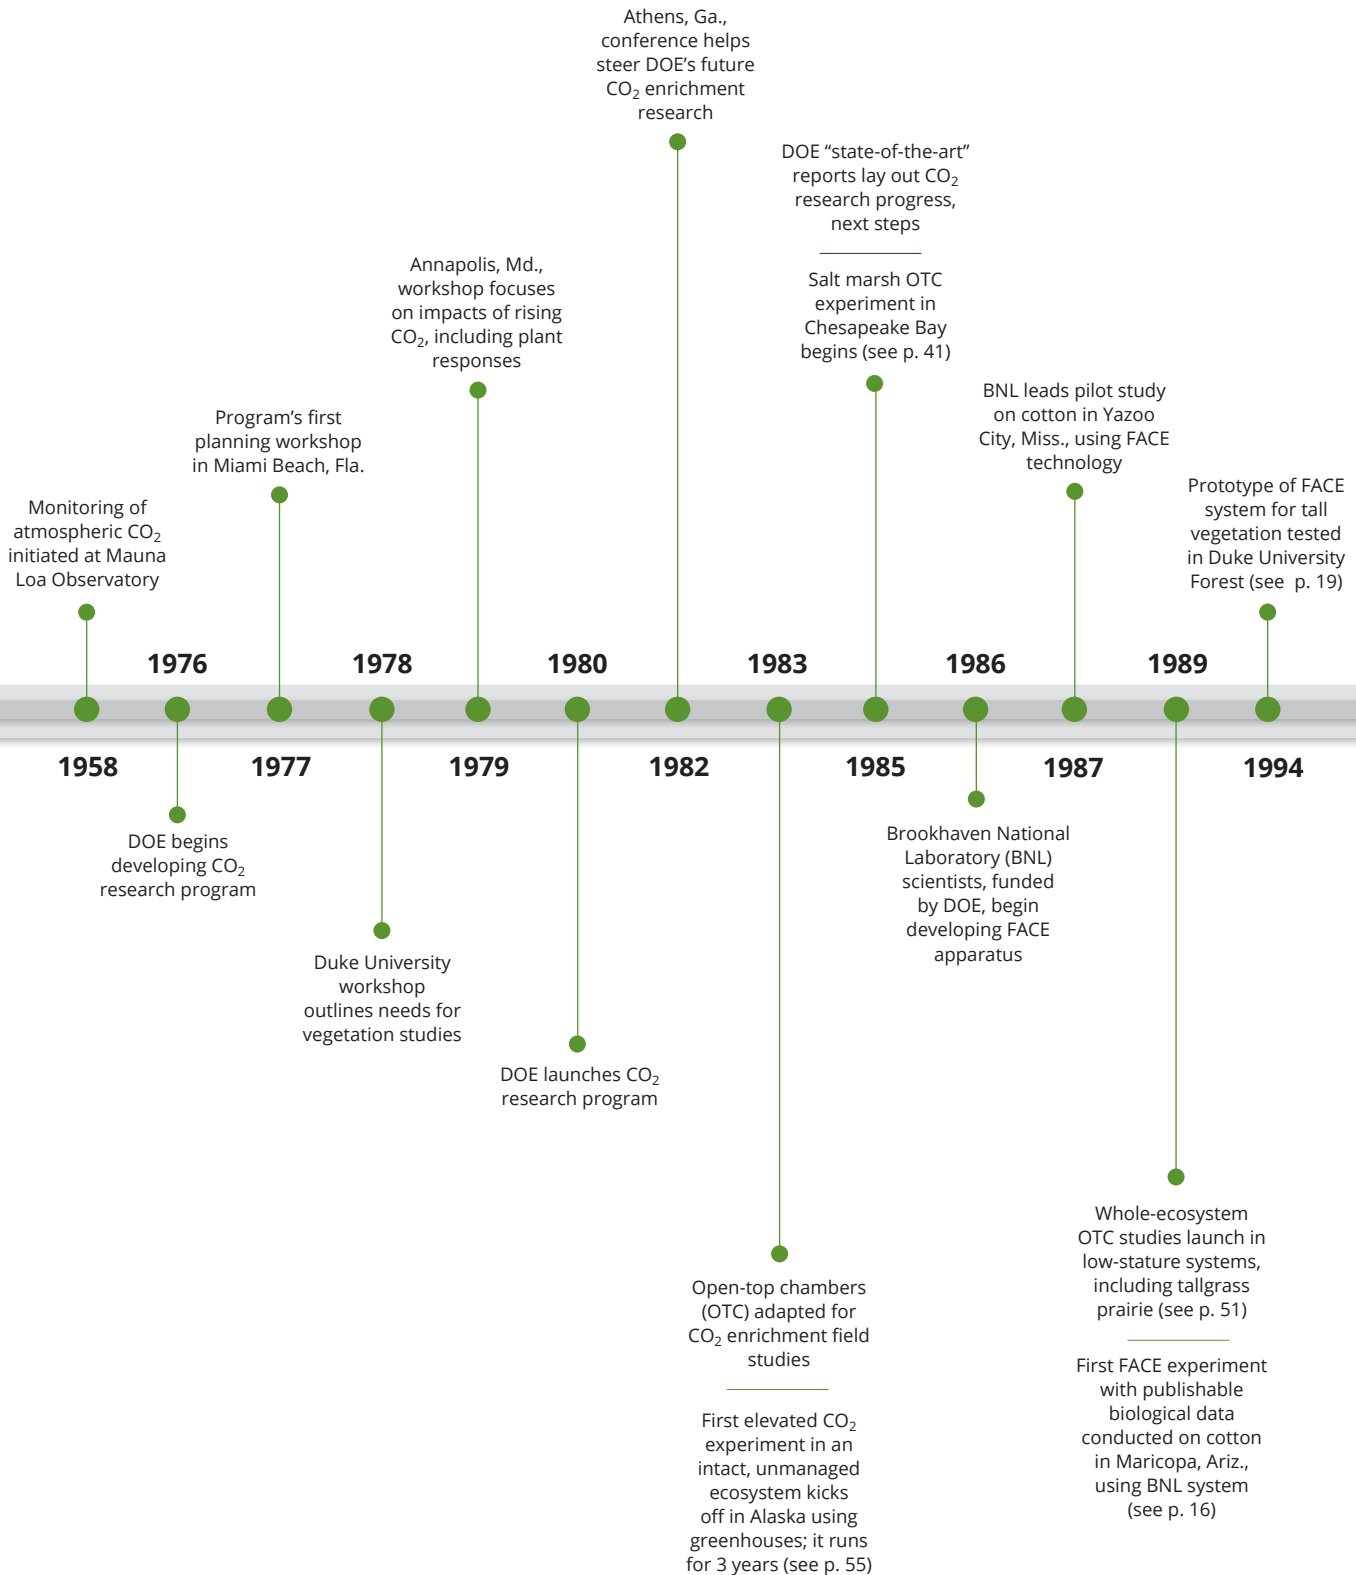 Monitoring of
atmospheric CO₂
initiated at Mauna
Loa Observatory
1958
1976
DOE begins
developing CO₂
research program
Program’s first
planning workshop
in Miami Beach, Fla.
1977
1978
Duke University
workshop
outlines needs for
vegetation studies
Annapolis, Md.,
workshop focuses
on impacts of rising
CO₂, including plant
responses
1979
1980
DOE launches CO₂
research program
Athens, Ga.,
conference helps
steer DOE’s future
CO₂ enrichment
research
1982
1983
Open-top chambers
(OTC) adapted for
CO₂ enrichment field
studies
First elevated CO₂
experiment in an
intact, unmanaged
ecosystem kicks
off in Alaska using
greenhouses; it runs
for 3 years (see p. 55)
DOE “state-of-the-art”
reports lay out CO₂
research progress,
next steps
Salt marsh OTC
experiment in
Chesapeake Bay
begins (see p. 41)
1985
1986
Brookhaven National
Laboratory (BNL)
scientists, funded
by DOE, begin
developing FACE
apparatus
BNL leads pilot study
on cotton in Yazoo
City, Miss., using FACE
technology
1987
1989
Whole-ecosystem
OTC studies launch in
low-stature systems,
including tallgrass
prairie (see p. 51)
First FACE experiment
with publishable
biological data
conducted on cotton
in Maricopa, Ariz.,
using BNL system
(see p. 16)
Prototype of FACE
system for tall
vegetation tested
in Duke University
Forest (see p. 19)
1994